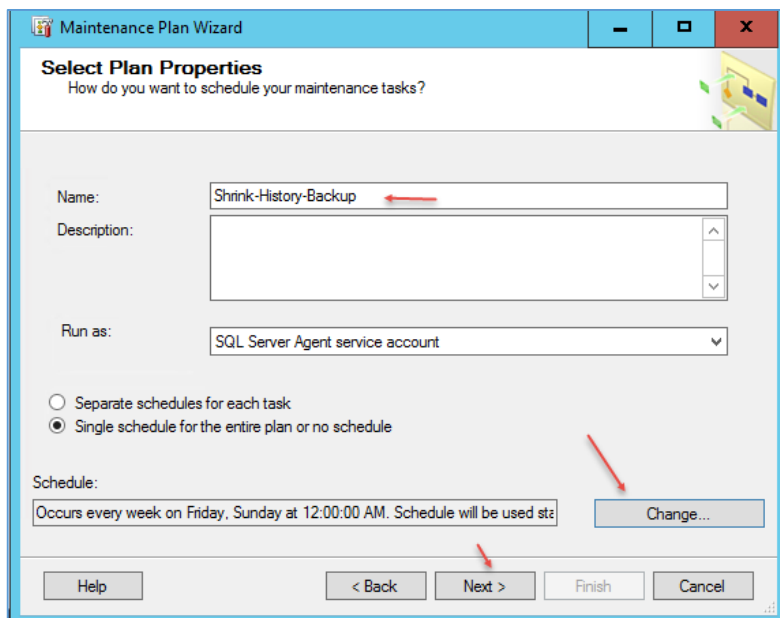 Maintenance Plan Wizard
Select Plan Properties
How do you want to schedule your maintenance tasks?
Name:
Shrink-History-Backup
Description:
Run as:
SQL Server Agent service account
Separate schedules for each task
Single schedule for the entire plan or no schedule
Schedule:
Occurs every week on Friday, Sunday at 12:00:00 AM. Schedule will be used sta
Change...
Help
< Back
Next >
Finish
Cancel